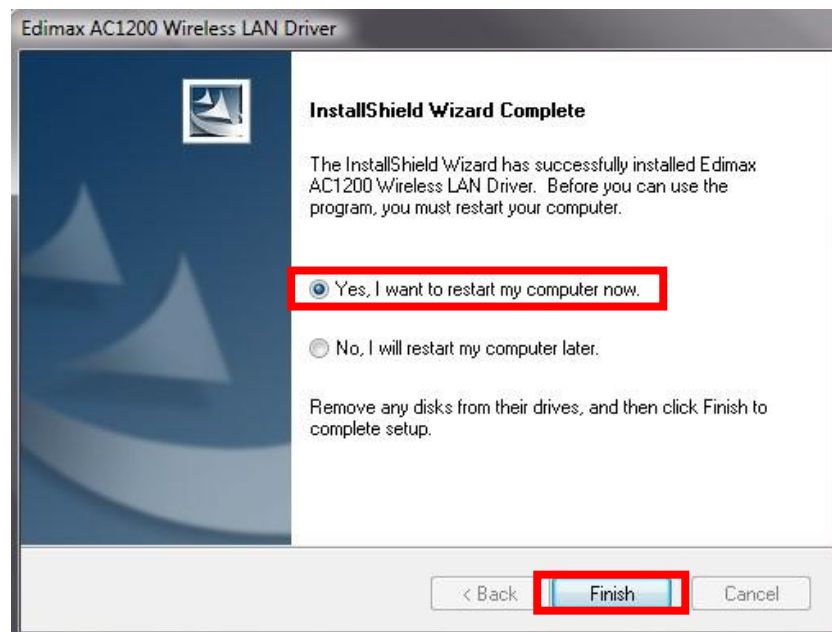 Edimax AC1200 Wireless LAN Driver
InstallShield Wizard Complete
The InstallShield Wizard has successfully installed Edimax
AC1200 Wireless LAN Driver. Before you can use the
program, you must restart your computer.
Yes, I want to restart my computer now.
No, I will restart my computer later.
Remove any disks from their drives, and then click Finish to
complete setup.
< Back Finish Cancel